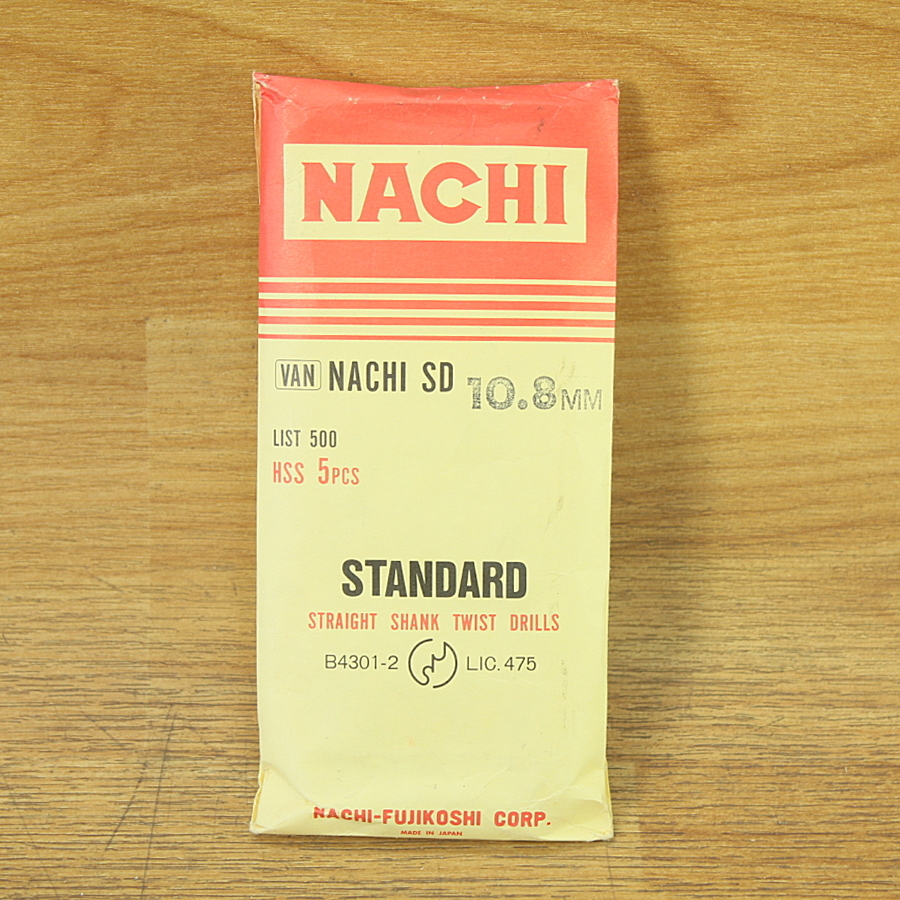 NACHI
VAN NACHI SD 10.8MM
LIST 500
HSS 5PCS
STANDARD
STRAIGHT SHANK TWIST DRILLS
B4301-2 LIC. 475
NACHI-FUJIKOSHI CORP.
MADE IN JAPAN